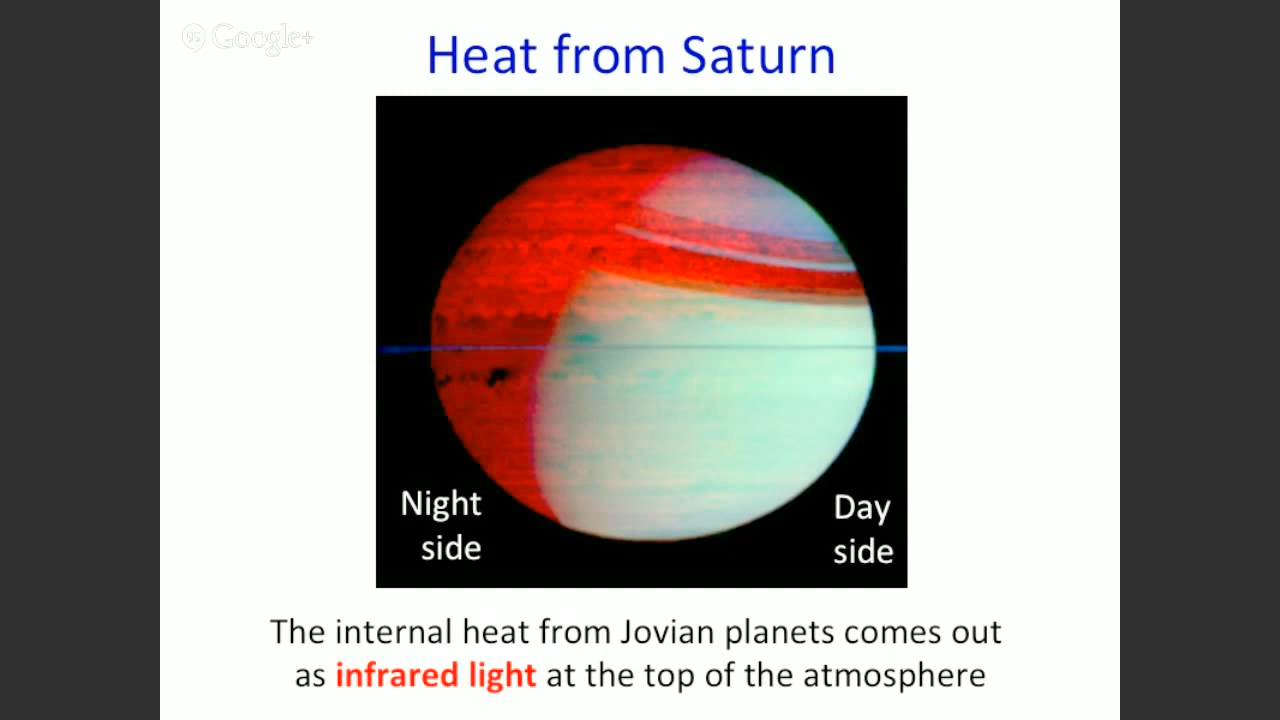 Google+
Heat from Saturn
Night
side
Day
side
The internal heat from Jovian planets comes out
as infrared light at the top of the atmosphere